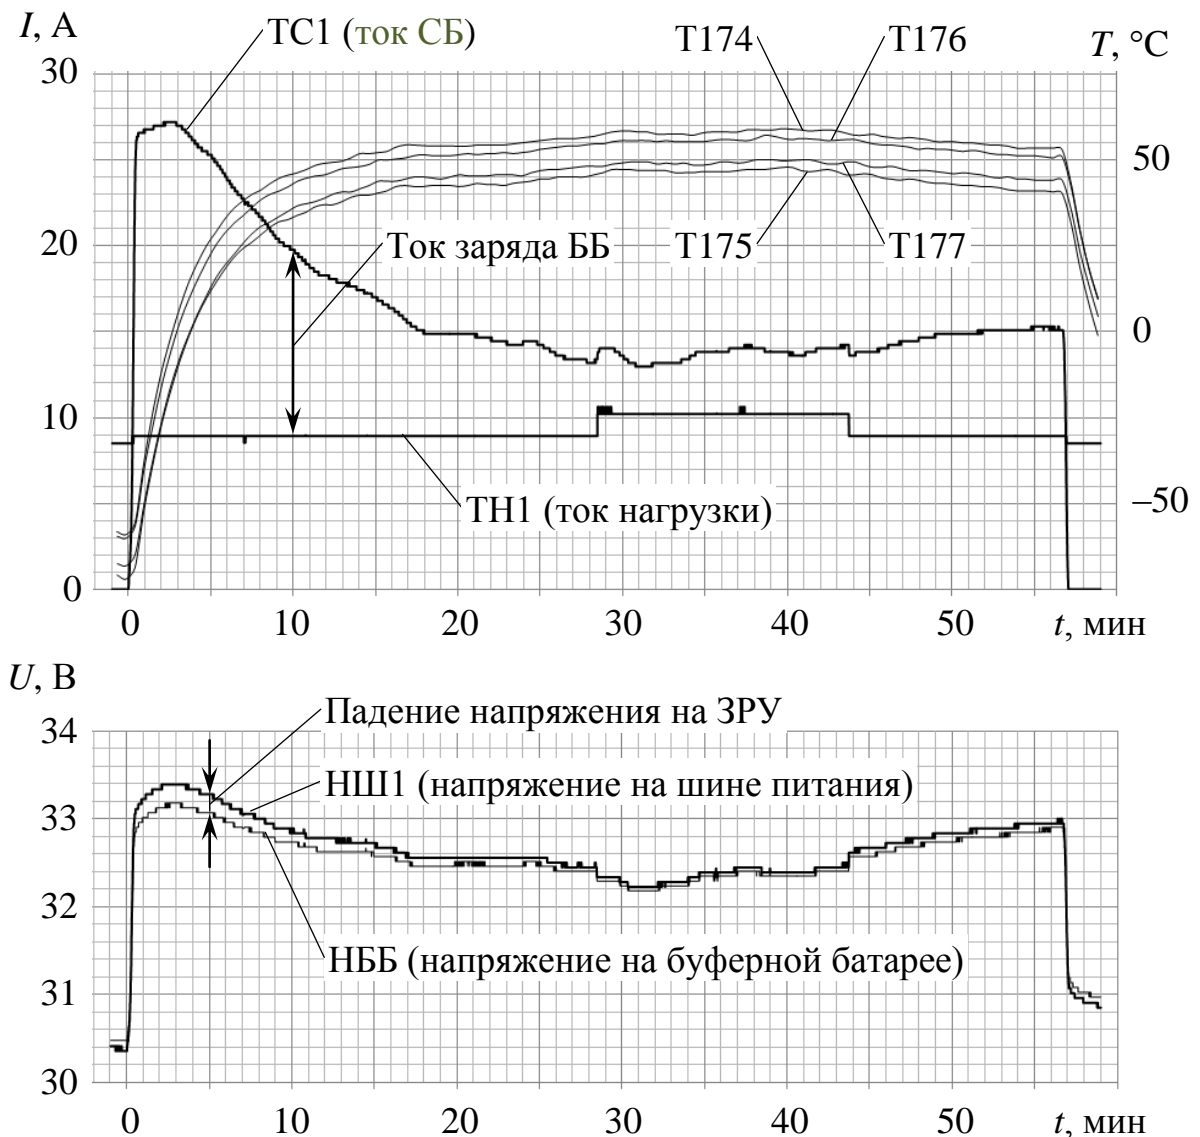 I, А
ТС1 (ток СБ)
Т174
Т176
T, °C
30
50
20
Ток заряда ББ
Т175
Т177
0
10
ТН1 (ток нагрузки)
–50
0
0
10
20
30
40
50
t, мин
U, В
34
Падение напряжения на ЗРУ
НШ1 (напряжение на шине питания)
33
32
НББ (напряжение на буферной батарее)
31
30
0
10
20
30
40
50
t, мин